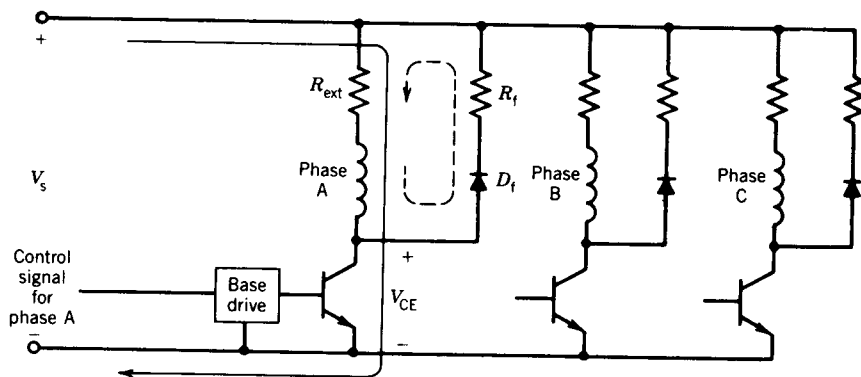 +
R_ext
R_f
V_s
Phase
A
D_f
Phase
B
Phase
C
Control
signal
for
phase A
Base
drive
+
V_CE
−
−